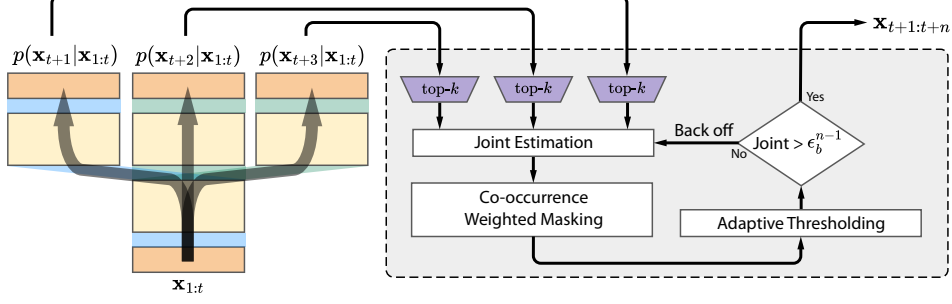 p(x_{t+1}|x_{1:t})
p(x_{t+2}|x_{1:t})
p(x_{t+3}|x_{1:t})
x_{1:t}
top-k
top-k
top-k
Joint Estimation
Co-occurrence
Weighted Masking
Adaptive Thresholding
Joint > ϵ_b^{n-1}
Back off
No
Yes
x_{t+1:t+n}